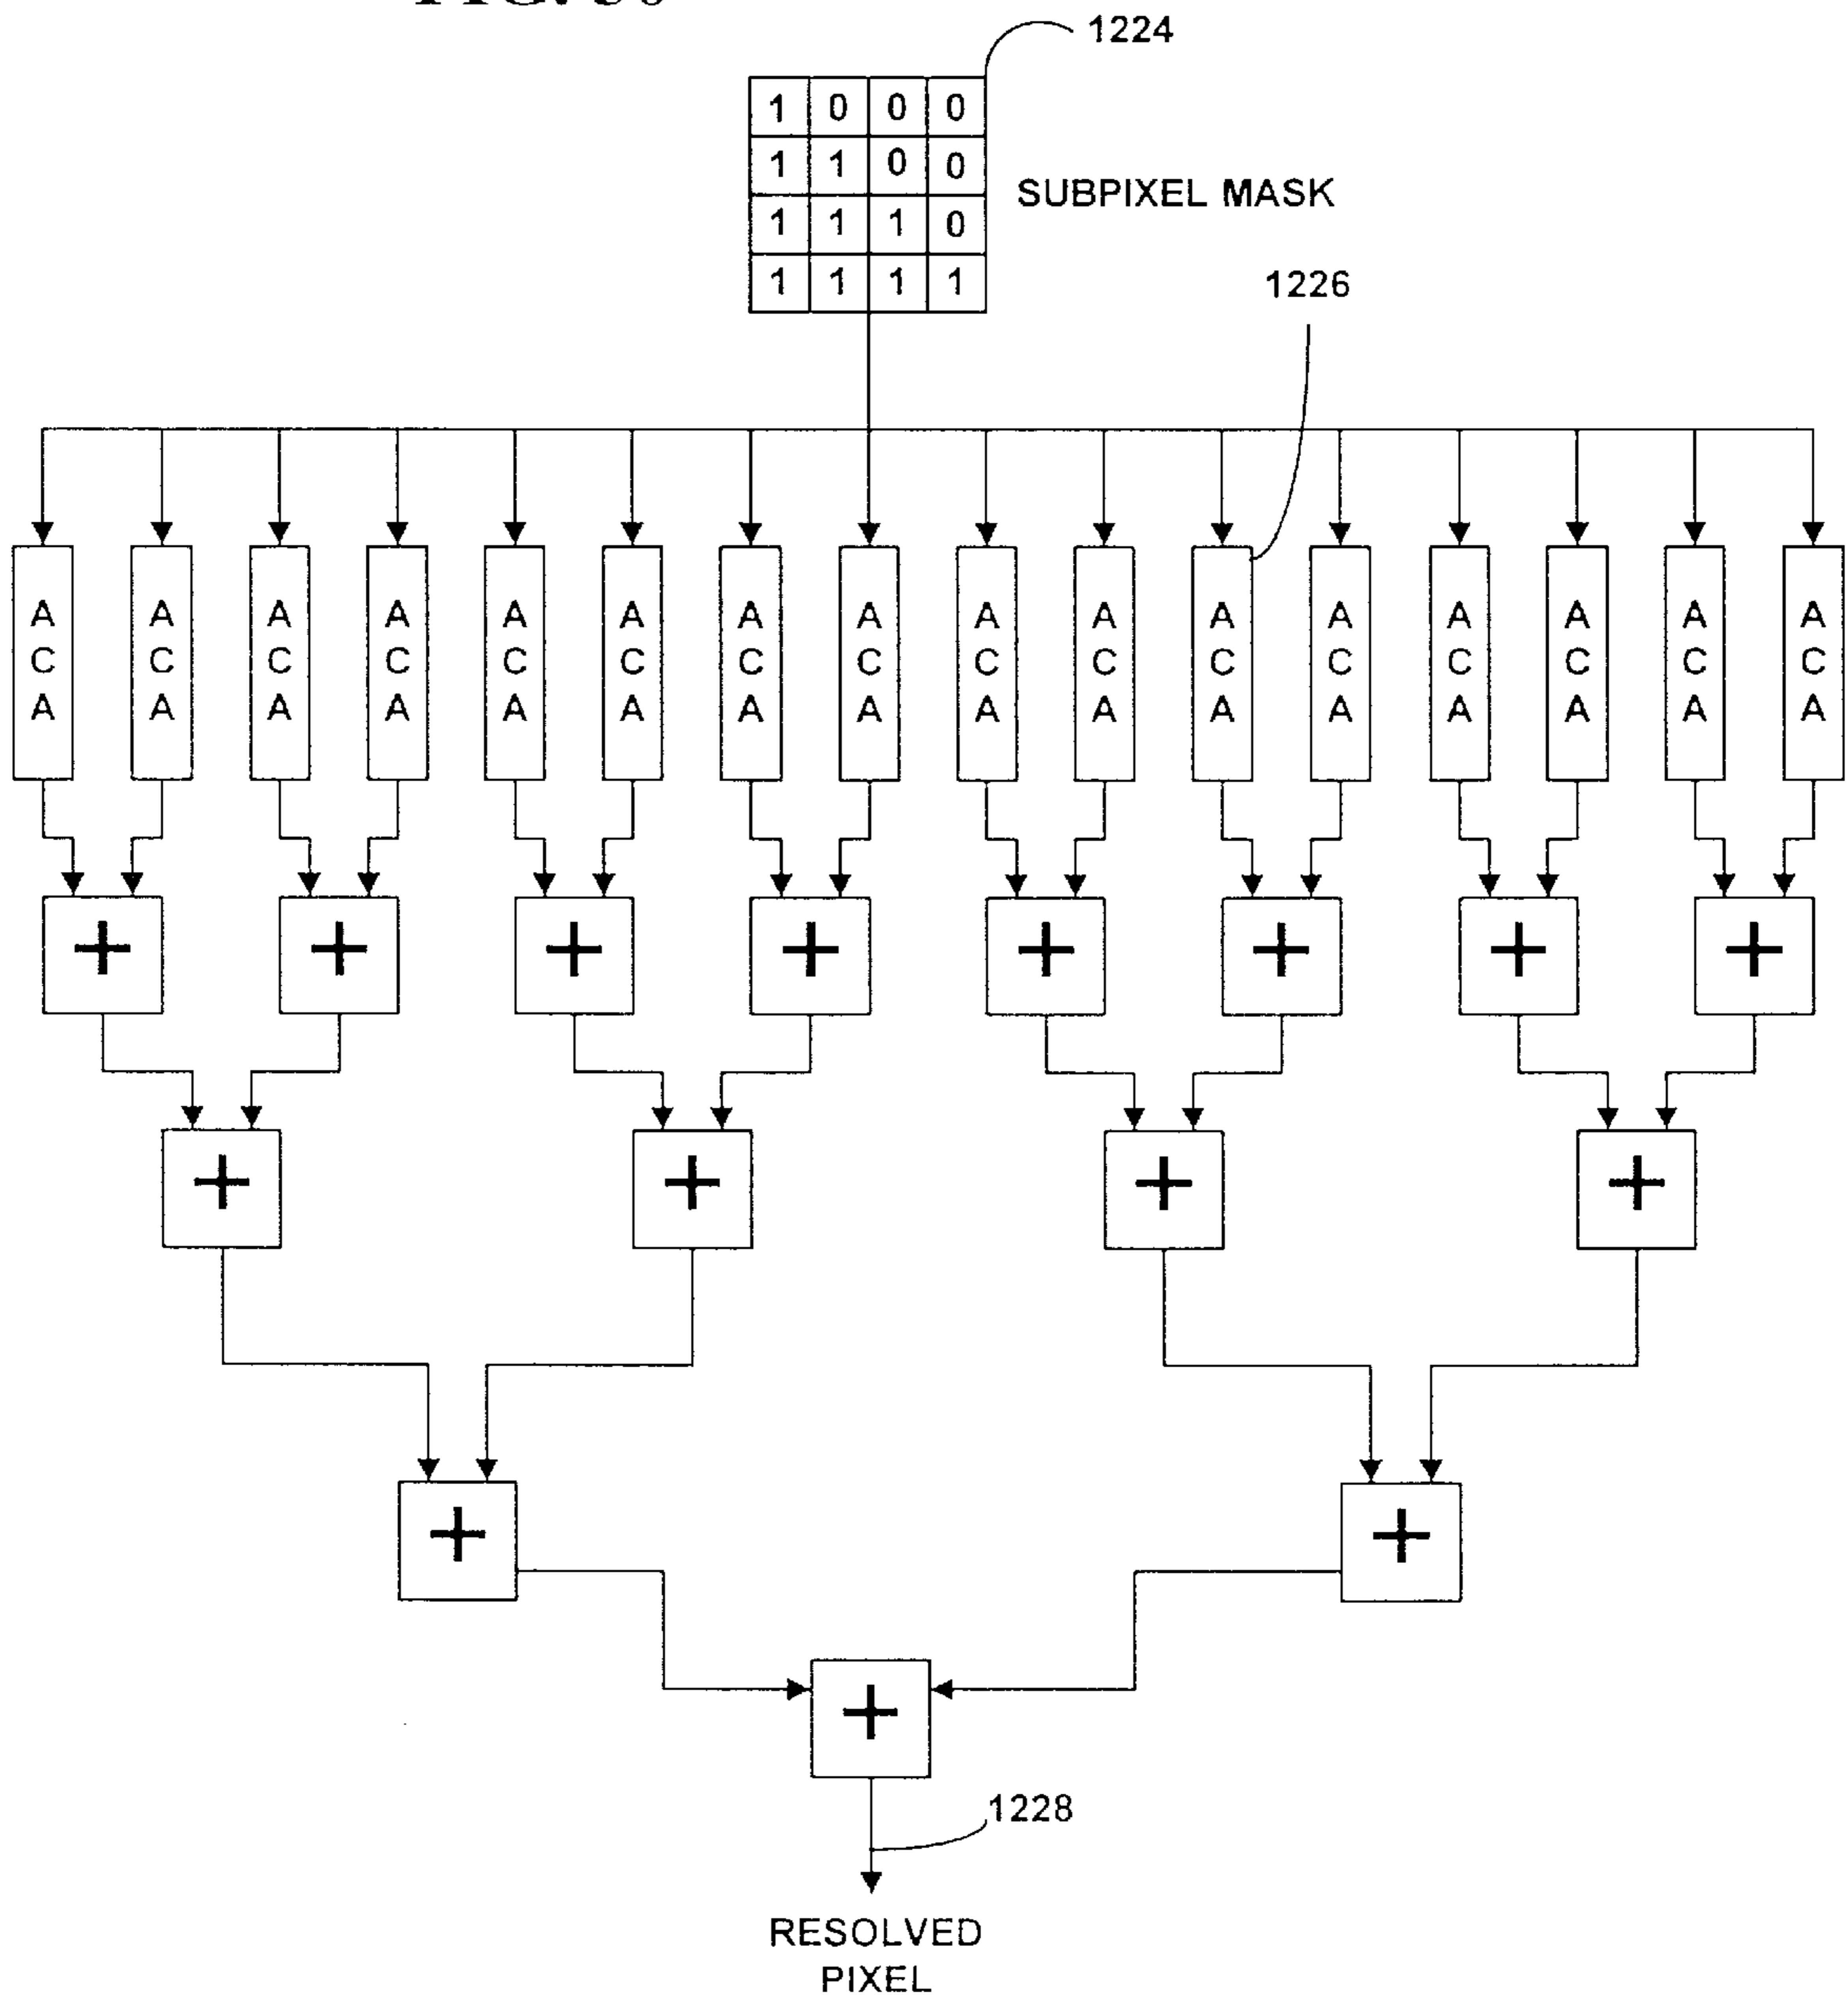 1224
1 0 0 0
1 1 0 0
1 1 1 0
1 1 1 1
SUBPIXEL MASK
1226
A C A A C A A C A A C A A C A A C A A C A A C A A C A A C A A C A A C A A C A A C A A C A A C A
+ + + + + + + +
+ + + +
+ +
+
1228
RESOLVED
PIXEL